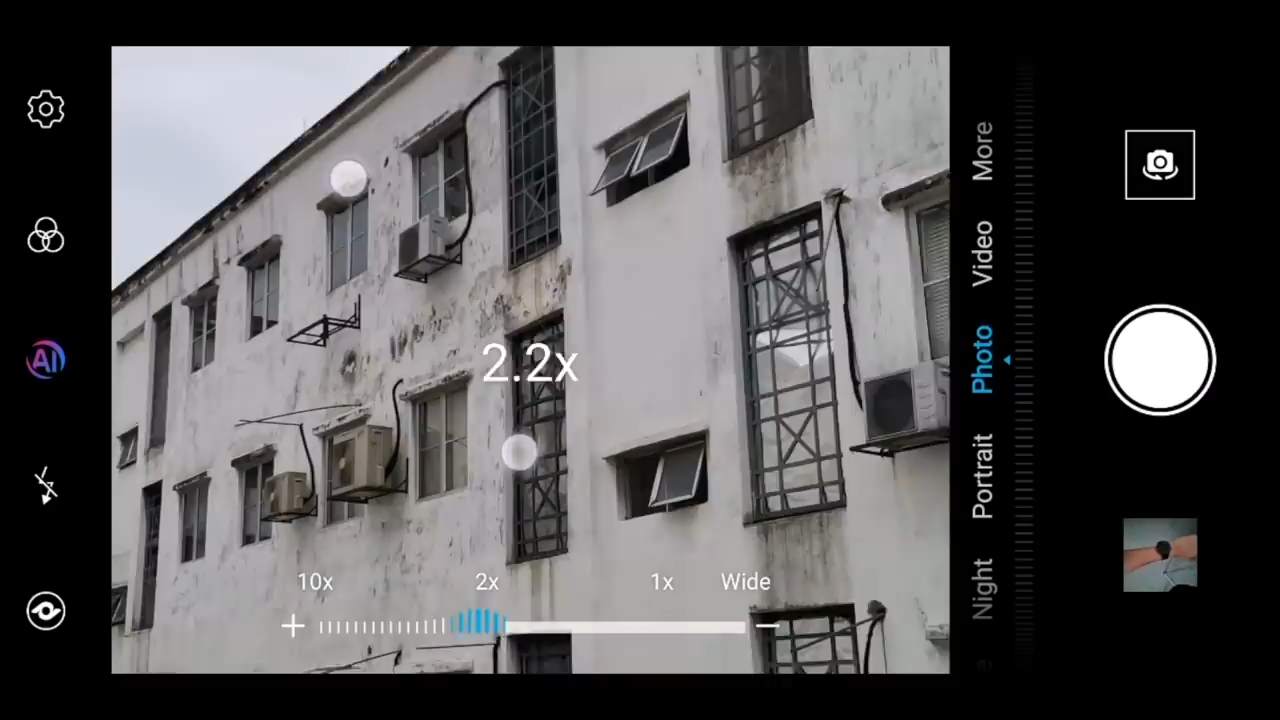 AI
2.2x
10x
2x
1x
Wide
+
−
More
Video
Photo
Portrait
Night